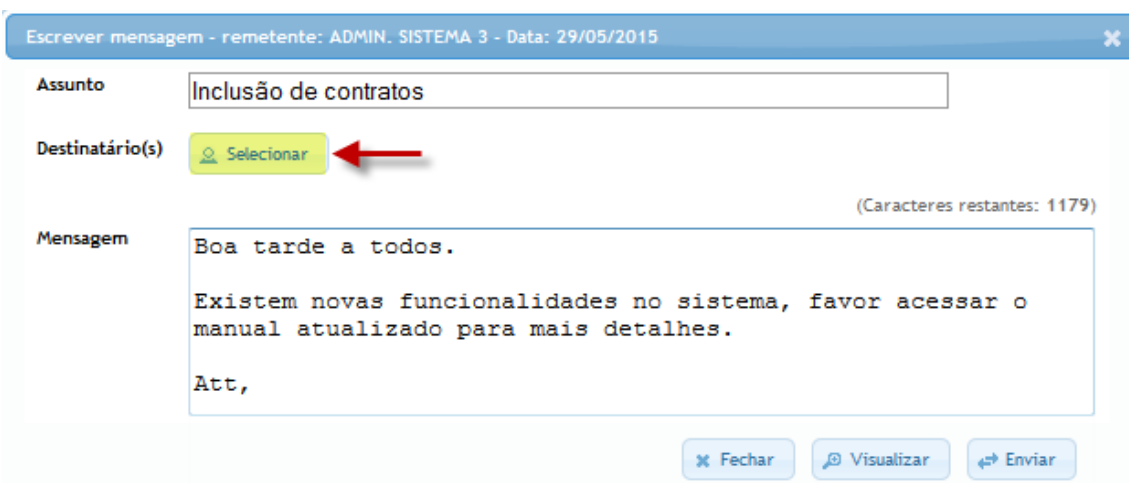 Escrever mensagem - remetente: ADMIN. SISTEMA 3 - Data: 29/05/2015
Assunto
Inclusão de contratos
Destinatário(s)
Selecionar
(Caracteres restantes: 1179)
Mensagem
Boa tarde a todos.
Existem novas funcionalidades no sistema, favor acessar o
manual atualizado para mais detalhes.
Att,
Fechar
Visualizar
Enviar